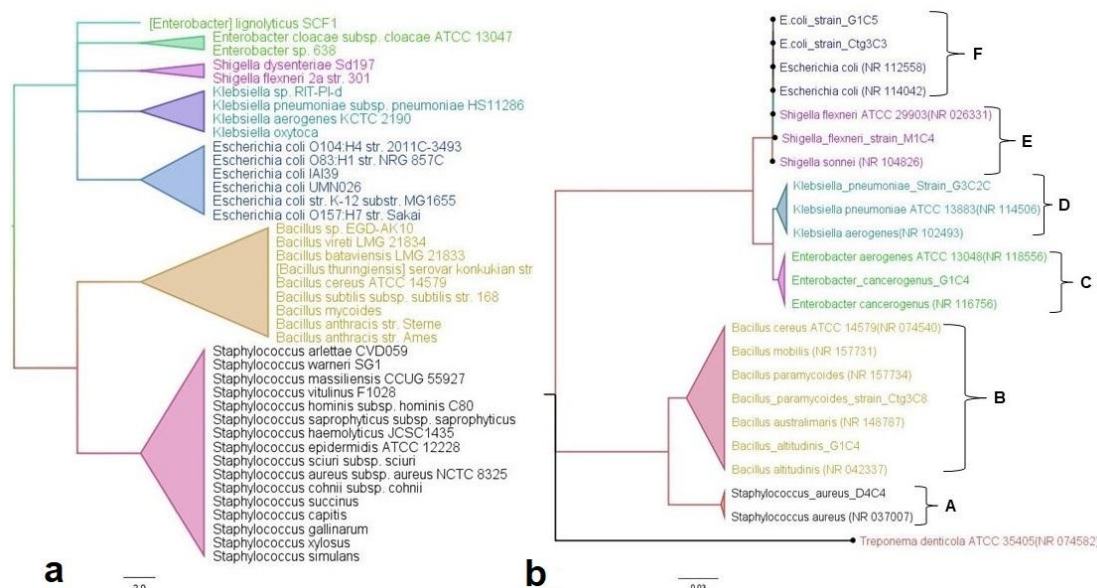 [Enterobacter] lignolyticus SCF1
Enterobacter cloacae subsp. cloacae ATCC 13047
Enterobacter sp. 638
Shigella dysenteriae Sd197
Shigella flexneri 2a str. 301
Klebsiella sp. RIT-PI-d
Klebsiella pneumoniae subsp. pneumoniae HS11286
Klebsiella aerogenes KCTC 2190
Klebsiella oxytoca
Escherichia coli O104:H4 str. 2011C-3493
Escherichia coli O83:H1 str. NRG 857C
Escherichia coli IAI39
Escherichia coli UMN026
Escherichia coli str. K-12 substr. MG1655
Escherichia coli O157:H7 str. Sakai
Bacillus sp. EGD-AK10
Bacillus vireti LMG 21834
Bacillus bataviensis LMG 21833
[Bacillus thuringiensis] serovar konkukian str
Bacillus cereus ATCC 14579
Bacillus subtilis subsp. subtilis str. 168
Bacillus mycoides
Bacillus anthracis str. Sterne
Bacillus anthracis str. Ames
Staphylococcus arlettae CVD059
Staphylococcus warneri SG1
Staphylococcus massiliensis CCUG 55927
Staphylococcus vitulinus F1028
Staphylococcus hominis subsp. hominis C80
Staphylococcus saprophyticus subsp. saprophyticus
Staphylococcus haemolyticus JCSC1435
Staphylococcus epidermidis ATCC 12228
Staphylococcus sciuri subsp. sciuri
Staphylococcus aureus subsp. aureus NCTC 8325
Staphylococcus cohnii subsp. cohnii
Staphylococcus succinus
Staphylococcus capitis
Staphylococcus gallinarum
Staphylococcus xylosus
Staphylococcus simulans
a
2.0
E.coli_strain_G1C5
E.coli_strain_Ctg3C3
Escherichia coli (NR 112558)
Escherichia coli (NR 114042)
F
Shigella flexneri ATCC 29903(NR 026331)
Shigella_flexneri_strain_M1C4
Shigella sonnei (NR 104826)
E
Klebsiella_pneumoniae_Strain_G3C2C
Klebsiella pneumoniae ATCC 13883(NR 114506)
Klebsiella aerogenes(NR 102493)
D
Enterobacter aerogenes ATCC 13048(NR 118556)
Enterobacter_cancerogenus_G1C4
Enterobacter cancerogenus (NR 116756)
C
Bacillus cereus ATCC 14579(NR 074540)
Bacillus mobilis (NR 157731)
Bacillus paramycoides (NR 157734)
Bacillus_paramycoides_strain_Ctg3C8
Bacillus australimaris (NR 148787)
Bacillus_altitudinis_G1C4
Bacillus altitudinis (NR 042337)
B
Staphylococcus_aureus_D4C4
Staphylococcus aureus (NR 037007)
A
Treponema denticola ATCC 35405(NR 074582)
b
0.03